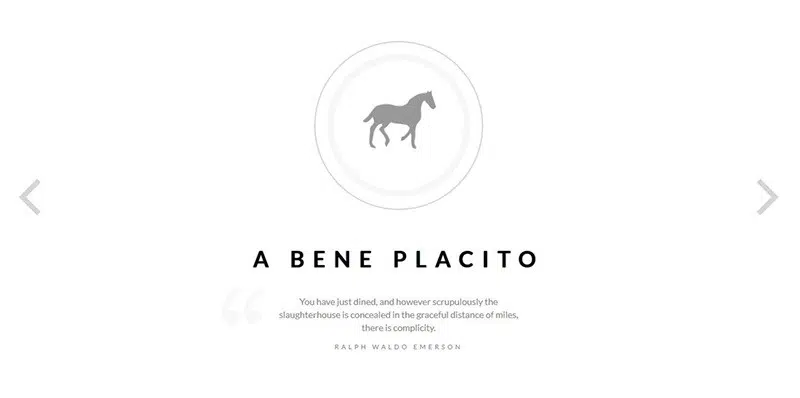 A BENE PLACITO
You have just dined, and however scrupulously the
slaughterhouse is concealed in the graceful distance of miles,
there is complicity.
RALPH WALDO EMERSON